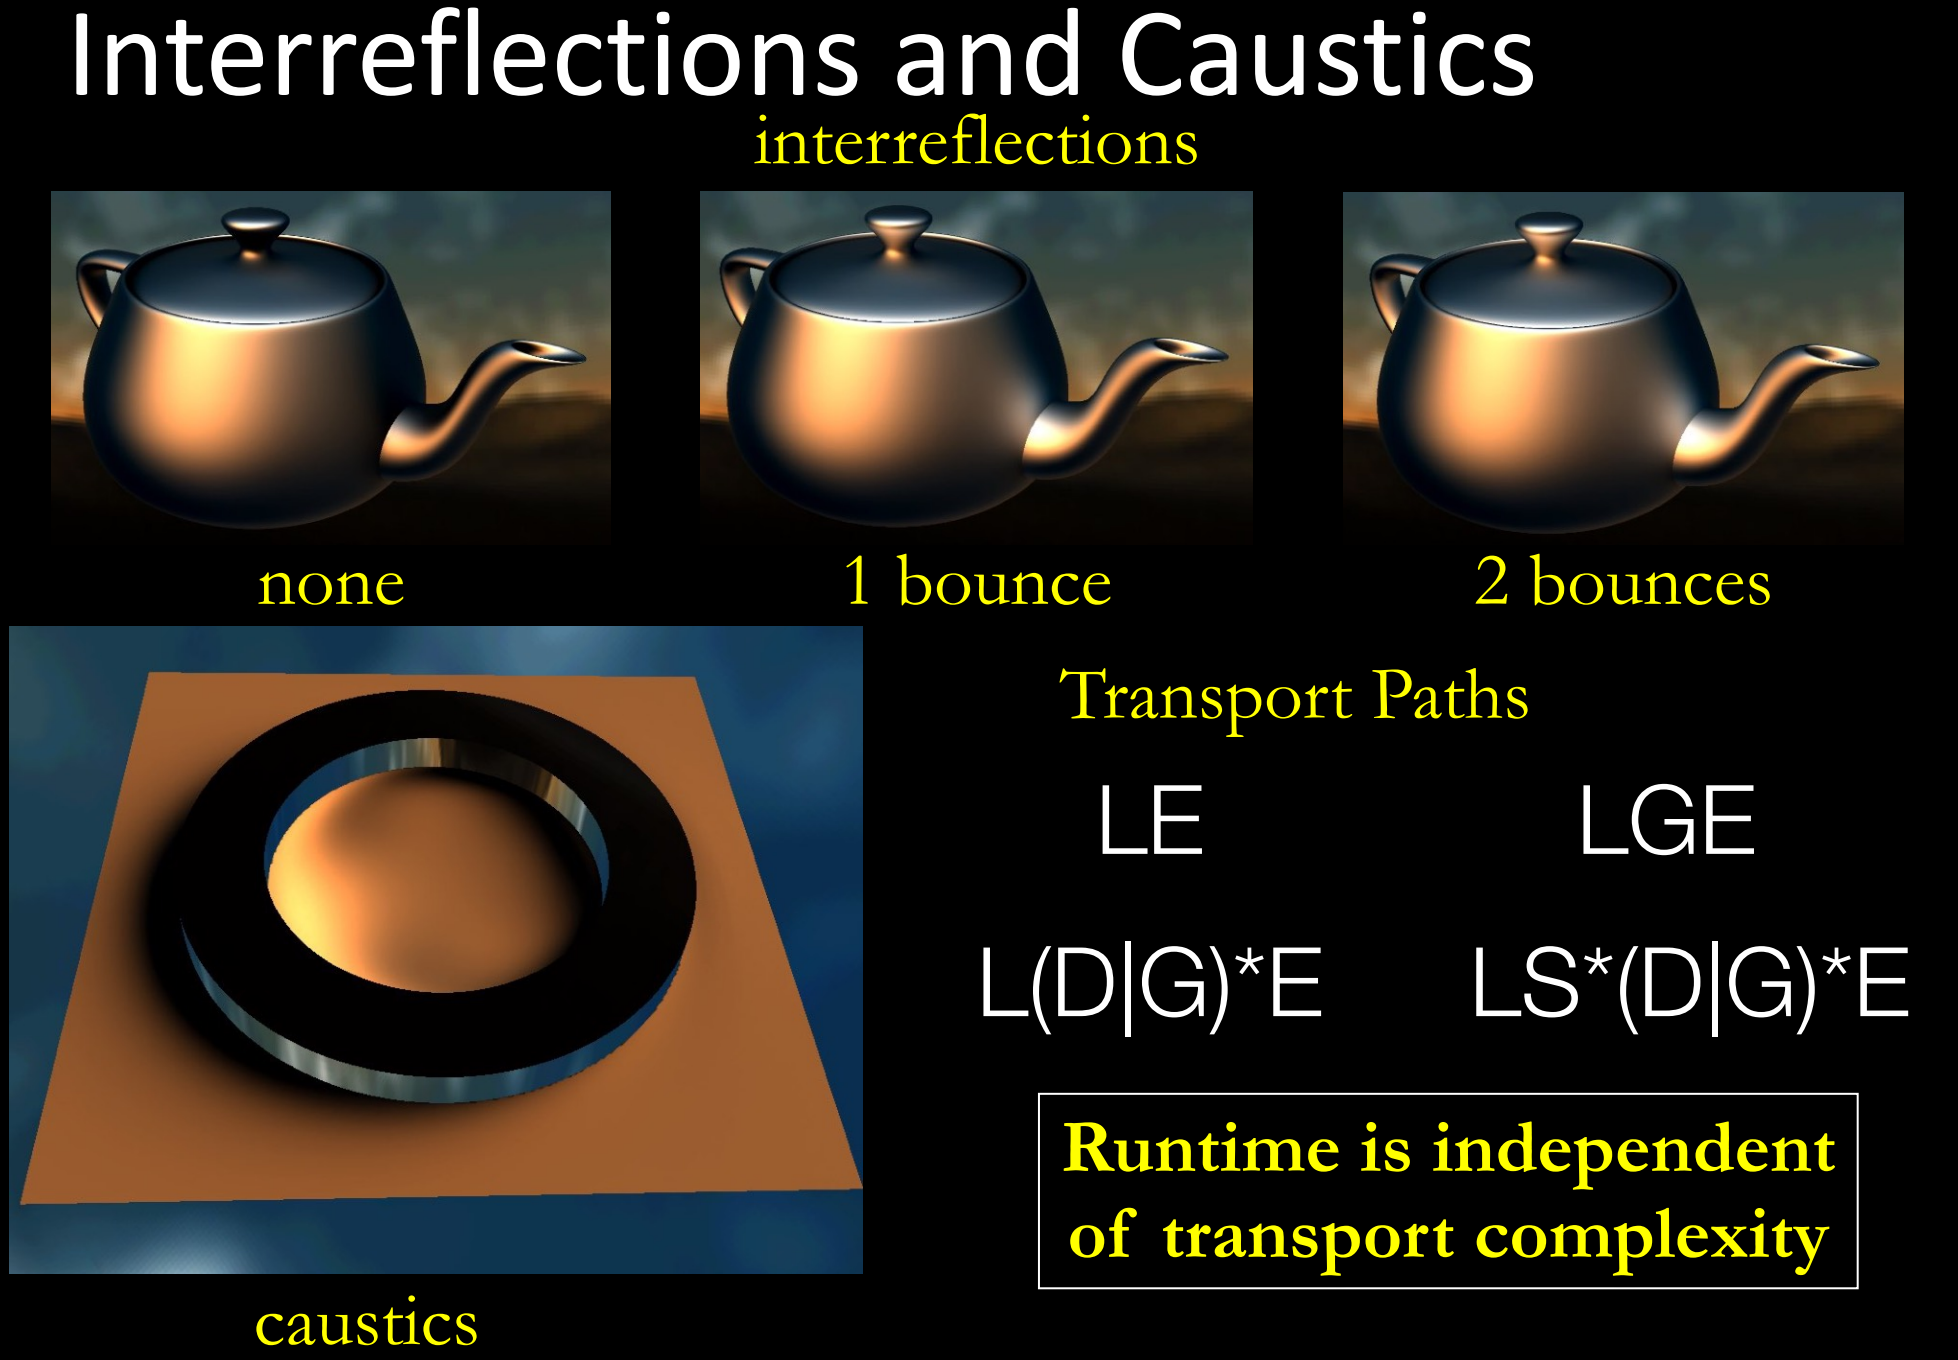 Interreflections and Caustics
interreflections
none
1 bounce
2 bounces
Transport Paths
LE
LGE
L(D|G)*E
LS*(D|G)*E
Runtime is independent
of transport complexity
caustics